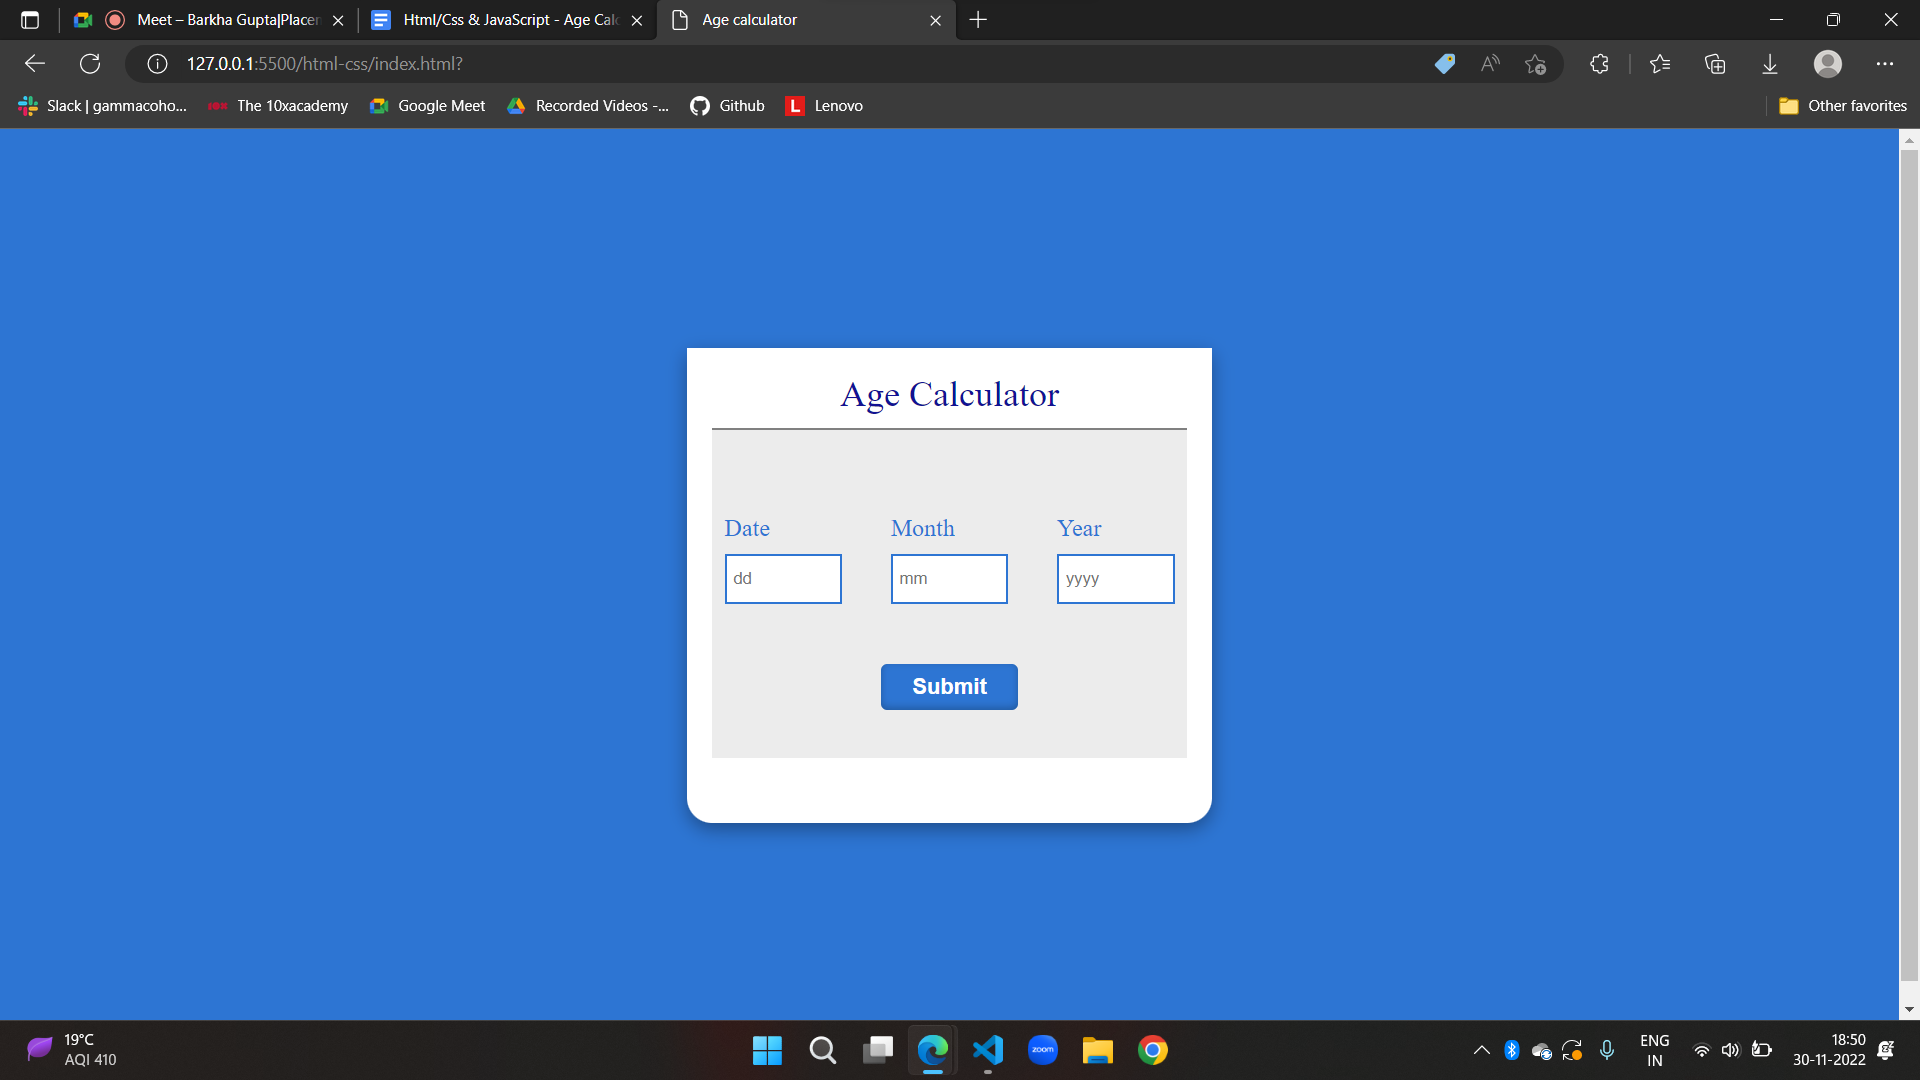 Meet – Barkha Gupta|Placer
Html/Css & JavaScript - Age Calc
Age calculator
127.0.0.1:5500/html-css/index.html?
Slack | gammacoho...
The 10xacademy
Google Meet
Recorded Videos -...
Github
L Lenovo
Other favorites
Age Calculator
Date Month Year
dd mm yyyy
Submit
19°C
AQI 410
zoom
ENG
IN
18:50
30-11-2022